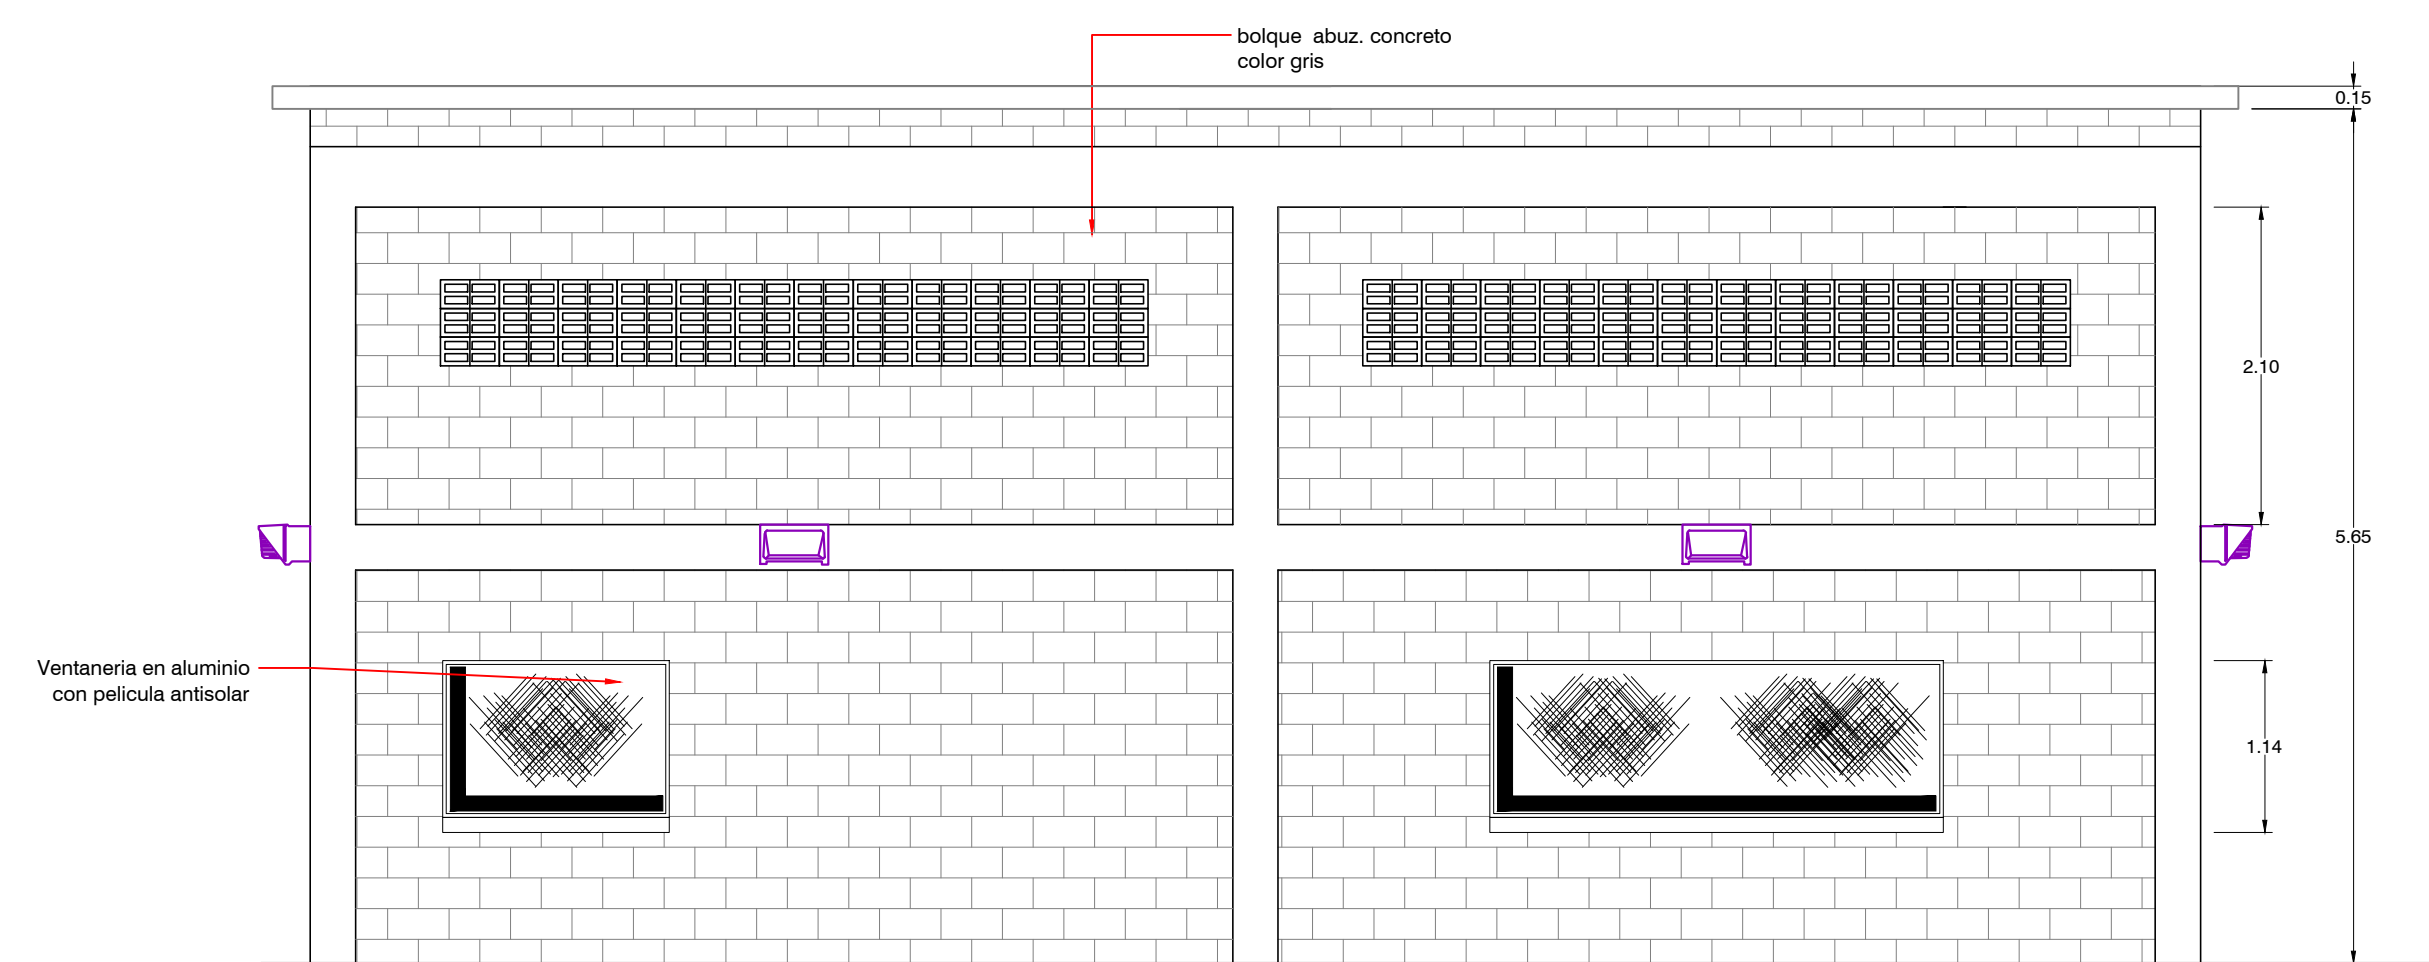 bolque  abuz. concreto
color gris
0.15
2.10
5.65
Ventaneria en aluminio
con pelicula antisolar
1.14